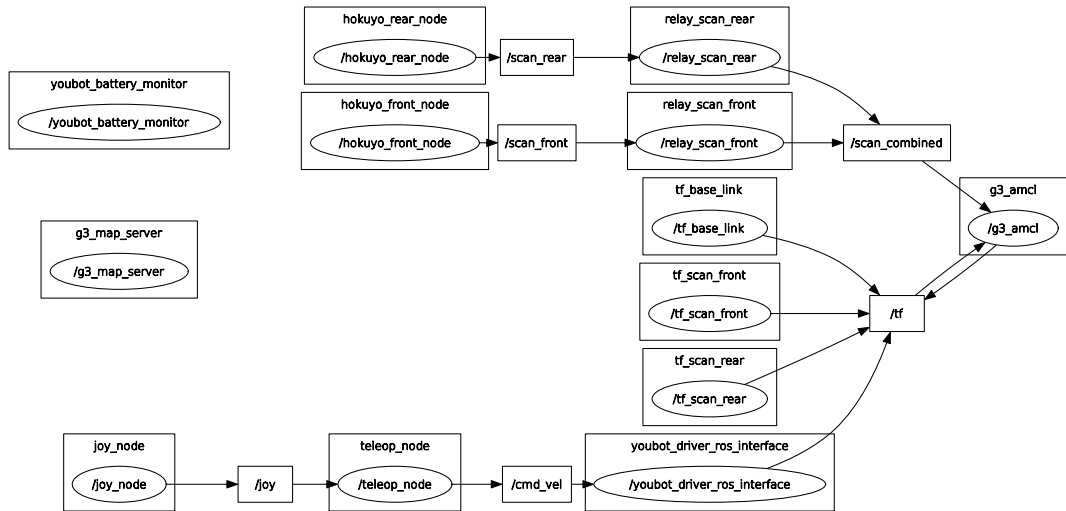 hokuyo_rear_node
/hokuyo_rear_node
/scan_rear
relay_scan_rear
/relay_scan_rear
youbot_battery_monitor
/youbot_battery_monitor
hokuyo_front_node
/hokuyo_front_node
/scan_front
relay_scan_front
/relay_scan_front
/scan_combined
tf_base_link
/tf_base_link
g3_amcl
/g3_amcl
g3_map_server
/g3_map_server
tf_scan_front
/tf_scan_front
/tf
tf_scan_rear
/tf_scan_rear
joy_node
/joy_node
/joy
teleop_node
/teleop_node
/cmd_vel
youbot_driver_ros_interface
/youbot_driver_ros_interface